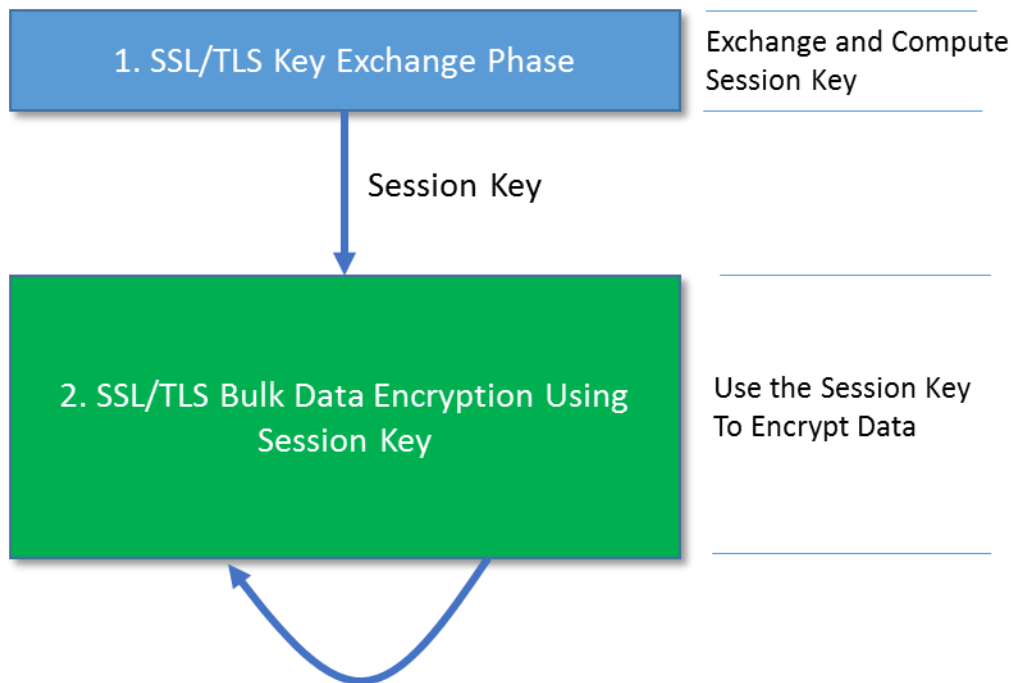 1. SSL/TLS Key Exchange Phase
Exchange and Compute
Session Key
Session Key
2. SSL/TLS Bulk Data Encryption Using
Session Key
Use the Session Key
To Encrypt Data